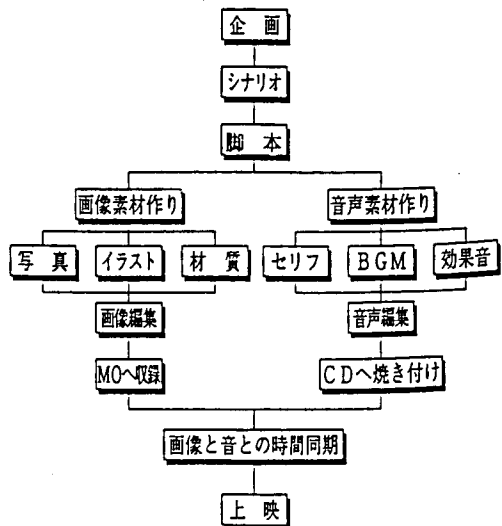 企画
シナリオ
脚本
画像素材作り 音声素材作り
写真 イラスト 材質 セリフ BGM 効果音
画像編集 音声編集
MOへ収録 CDへ焼き付け
画像と音との時間同期
上映